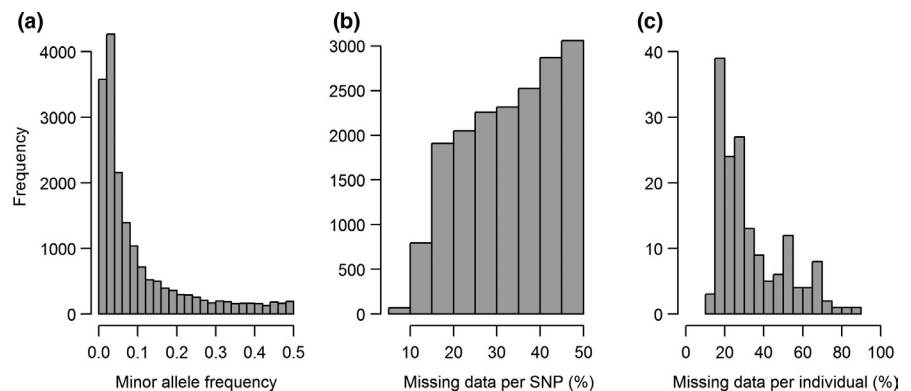 (a)
Frequency
4000
3000
2000
1000
0
0.0 0.1 0.2 0.3 0.4 0.5
Minor allele frequency
(b)
3000
2500
2000
1500
1000
500
0
10 20 30 40 50
Missing data per SNP (%)
(c)
40
30
20
10
0
0 20 40 60 80 100
Missing data per individual (%)